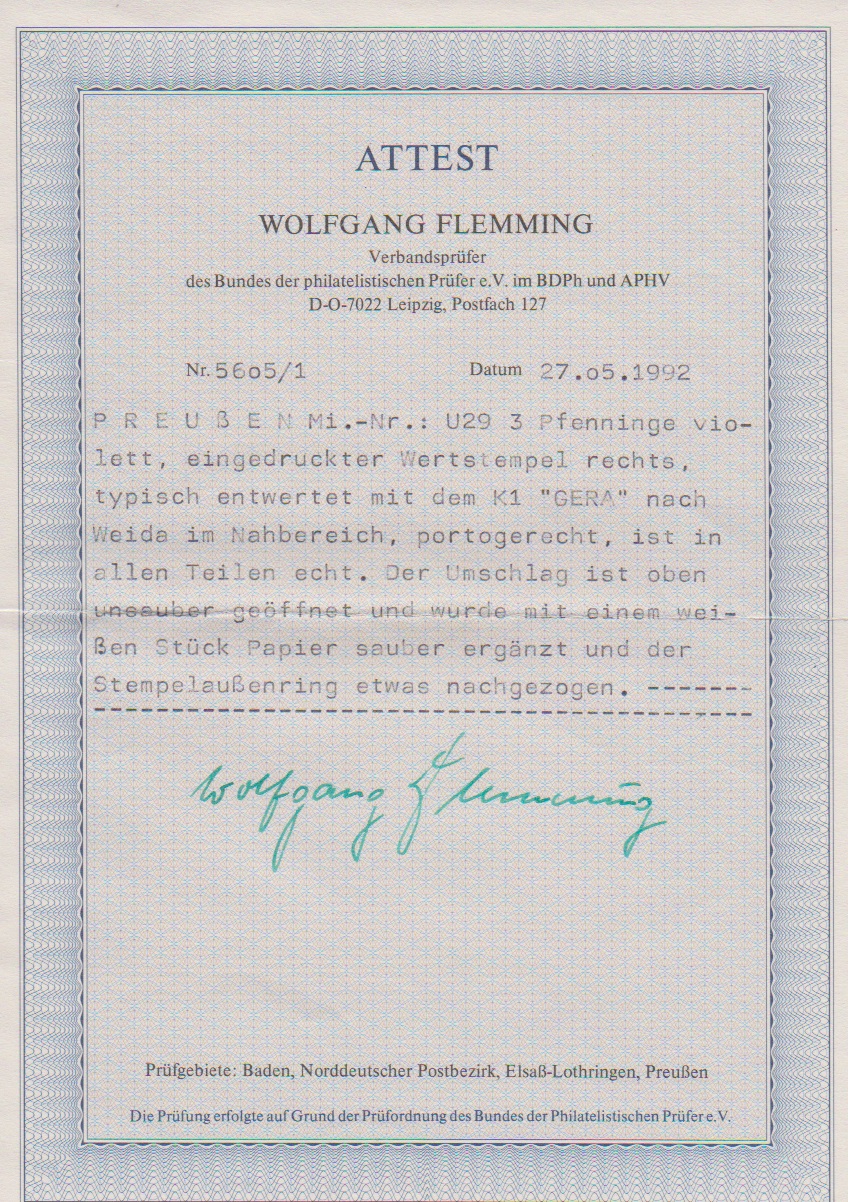 ATTEST
WOLFGANG FLEMMING
Verbandsprüfer
des Bundes der philatelistischen Prüfer e.V. im BDPh und APHV
D-O-7022 Leipzig, Postfach 127
Nr. 56o5/1 Datum 27.o5.1992
P R E U ß E N Mi.-Nr.: U29 3 Pfenninge vio-
lett, eingedruckter Wertstempel rechts,
typisch entwertet mit dem K1 "GERA" nach
Weida im Nahbereich, portogerecht, ist in
allen Teilen echt. Der Umschlag ist oben
unsauber geöffnet und wurde mit einem wei-
ßen Stück Papier sauber ergänzt und der
Stempelaußenring etwas nachgezogen. -------
-------------------------------------------
Wolfgang Flemming
Prüfgebiete: Baden, Norddeutscher Postbezirk, Elsaß-Lothringen, Preußen
Die Prüfung erfolgte auf Grund der Prüfordnung des Bundes der Philatelistischen Prüfer e.V.